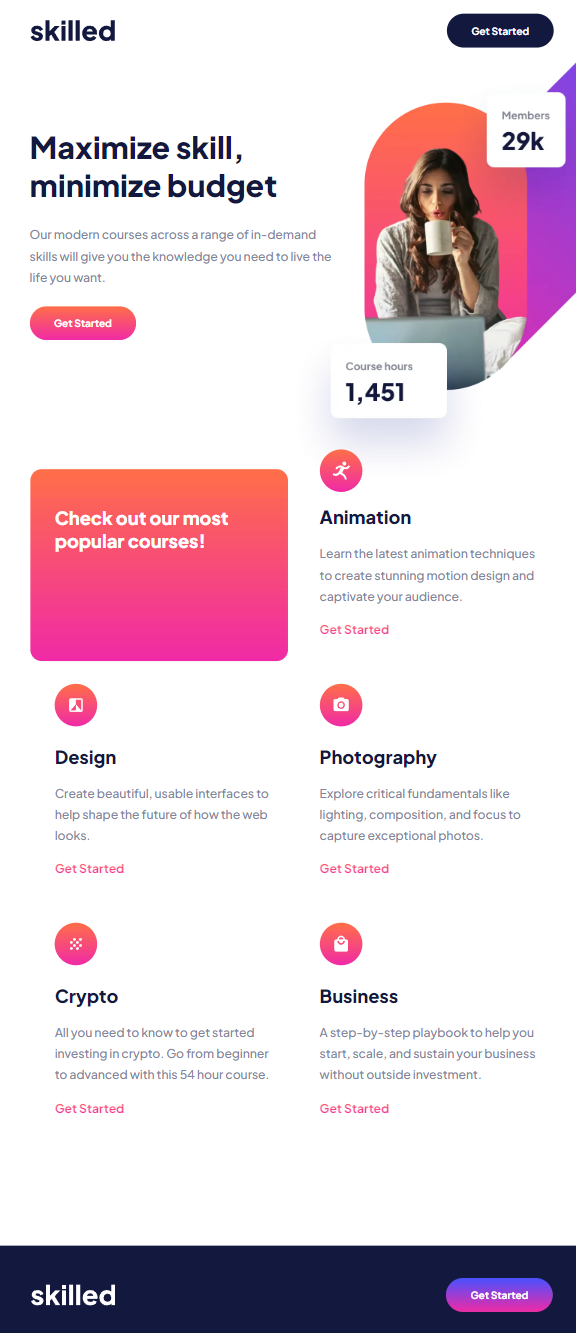 skilled
Get Started
Maximize skill,
minimize budget
Our modern courses across a range of in-demand
skills will give you the knowledge you need to live the
life you want.
Get Started
Members
29k
Course hours
1,451
Check out our most
popular courses!
Animation
Learn the latest animation techniques
to create stunning motion design and
captivate your audience.
Get Started
Design
Create beautiful, usable interfaces to
help shape the future of how the web
looks.
Get Started
Photography
Explore critical fundamentals like
lighting, composition, and focus to
capture exceptional photos.
Get Started
Crypto
All you need to know to get started
investing in crypto. Go from beginner
to advanced with this 54 hour course.
Get Started
Business
A step-by-step playbook to help you
start, scale, and sustain your business
without outside investment.
Get Started
skilled
Get Started